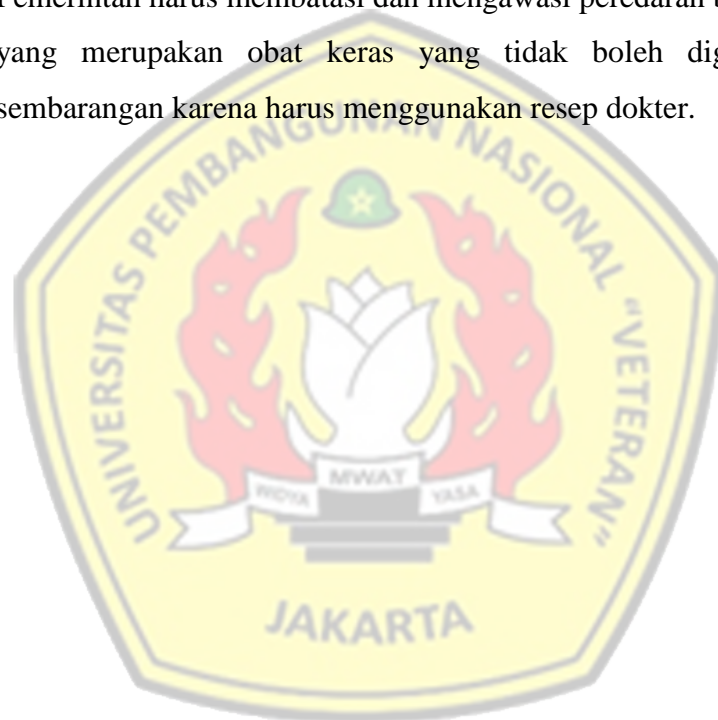 Pemerintah harus membatasi dan mengawasi peredaran
yang merupakan obat keras yang tidak boleh
sembarangan karena harus menggunakan resep dokter.
UNIVERSITAS PEMBANGUNAN NASIONAL "VETERAN"
WIDYA MWAT YASA
JAKARTA